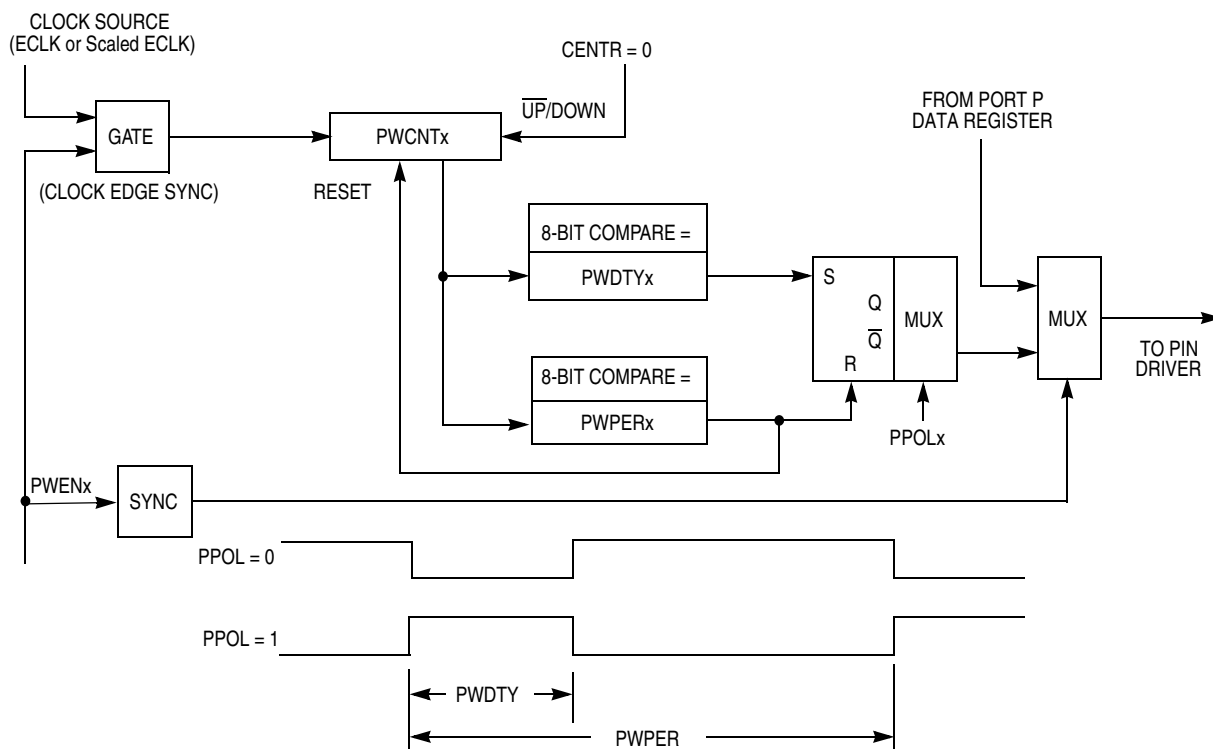 CLOCK SOURCE
(ECLK or Scaled ECLK)
CENTR = 0
U̅P̅/DOWN
FROM PORT P
DATA REGISTER
GATE
PWCNTx
(CLOCK EDGE SYNC)
RESET
8-BIT COMPARE =
PWDTYx
S
Q
Q̅
R
MUX
MUX
TO PIN
DRIVER
8-BIT COMPARE =
PWPERx
PPOLx
PWENx
SYNC
PPOL = 0
PPOL = 1
PWDTY
PWPER